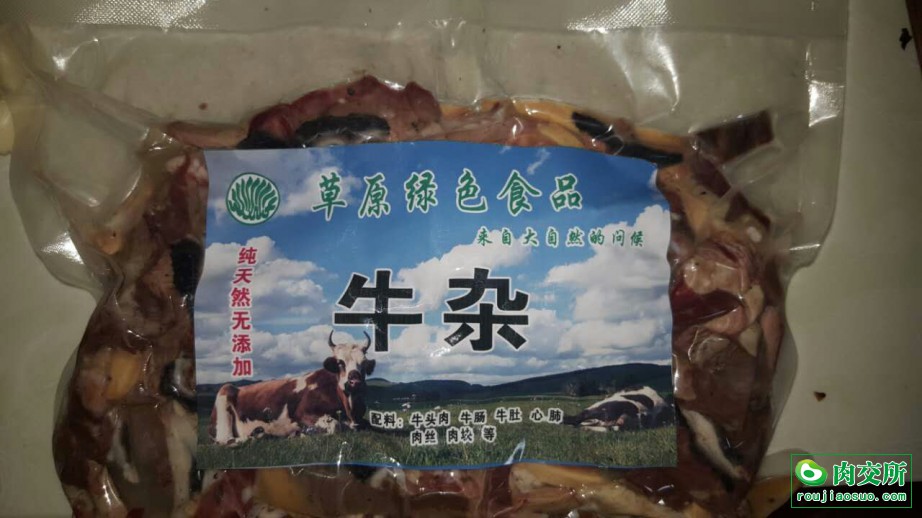 草原绿色食品
来自大自然的问候
纯天然无添加
牛杂
配料：牛头肉 牛肠 牛肚 心 肺
肉丝 肉块 等
肉交所
roujiaosuo.com